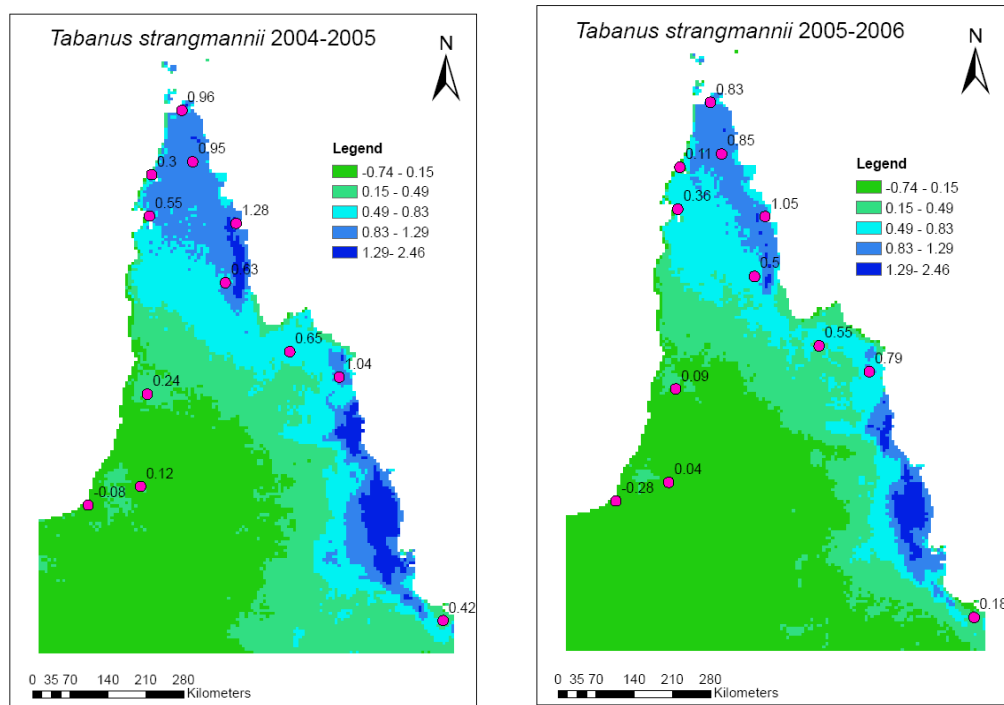 Tabanus strangmannii 2004-2005
N
0.96
0.95
0.3
0.55
1.28
0.63
0.65
1.04
0.24
0.12
-0.08
0.42
Legend
-0.74 - 0.15
0.15 - 0.49
0.49 - 0.83
0.83 - 1.29
1.29- 2.46
0 35 70 140 210 280
Kilometers
Tabanus strangmannii 2005-2006
N
0.83
0.85
0.11
0.36
1.05
0.5
0.55
0.79
0.09
0.04
-0.28
0.18
Legend
-0.74 - 0.15
0.15 - 0.49
0.49 - 0.83
0.83 - 1.29
1.29- 2.46
0 35 70 140 210 280
Kilometers